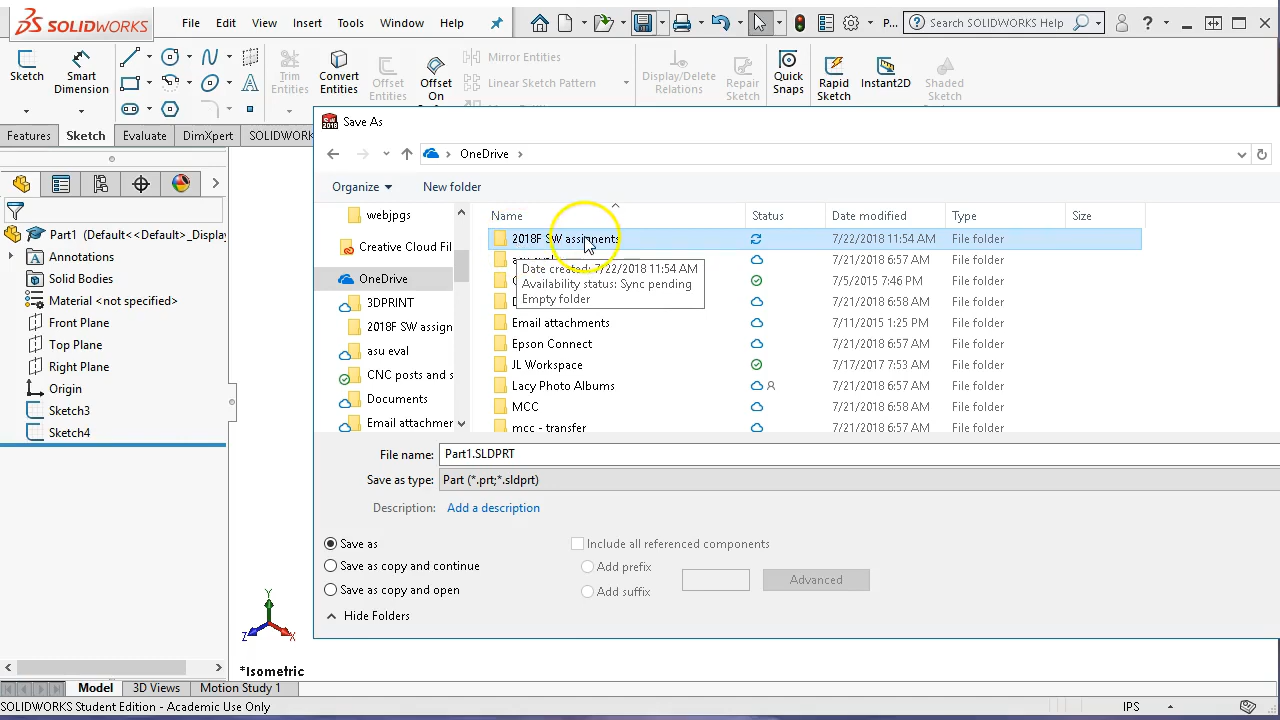 SOLIDWORKS File Edit View Insert Tools Window Help P... Search SOLIDWORKS Help
Sketch Smart Dimension Trim Entities Convert Entities Offset Entities Offset On Mirror Entities Linear Sketch Pattern Display/Delete Relations Repair Sketch Quick Snaps Rapid Sketch Instant2D Shaded Sketch
Features Sketch Evaluate DimXpert SOLIDWORK
Save As
OneDrive
Organize New folder
Name Status Date modified Type Size
webjpgs
Creative Cloud Fil
OneDrive
3DPRINT
2018F SW assign
asu eval
CNC posts and s
Documents
Email attachmer
2018F SW assignents 7/22/2018 11:54 AM File folder
7/21/2018 6:57 AM File folder
7/5/2015 7:46 PM File folder
7/21/2018 6:58 AM File folder
Date created: 7/22/2018 11:54 AM
Availability status: Sync pending
Empty folder
Email attachments 7/11/2015 1:25 PM File folder
Epson Connect 7/21/2018 6:57 AM File folder
JL Workspace 7/17/2017 7:53 AM File folder
Lacy Photo Albums 7/21/2018 6:57 AM File folder
MCC 7/21/2018 6:58 AM File folder
mcc - transfer 7/21/2018 6:57 AM File folder
File name: Part1.SLDPRT
Save as type: Part (*.prt;*.sldprt)
Description: Add a description
Save as
Save as copy and continue
Save as copy and open
Include all referenced components
Add prefix
Add suffix
Advanced
Hide Folders
Part1 (Default<<Default>_Display
Annotations
Solid Bodies
Material <not specified>
Front Plane
Top Plane
Right Plane
Origin
Sketch3
Sketch4
Y
Z X
*Isometric
Model 3D Views Motion Study 1
SOLIDWORKS Student Edition - Academic Use Only IPS